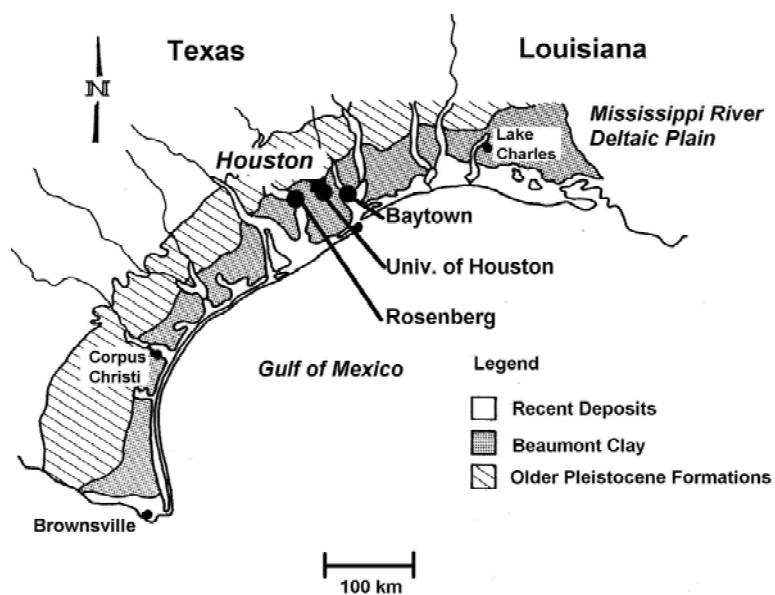 Texas
Louisiana
N
Mississippi River
Deltaic Plain
Lake
Charles
Houston
Baytown
Univ. of Houston
Rosenberg
Corpus
Christi
Gulf of Mexico
Legend
Recent Deposits
Beaumont Clay
Older Pleistocene Formations
Brownsville
100 km